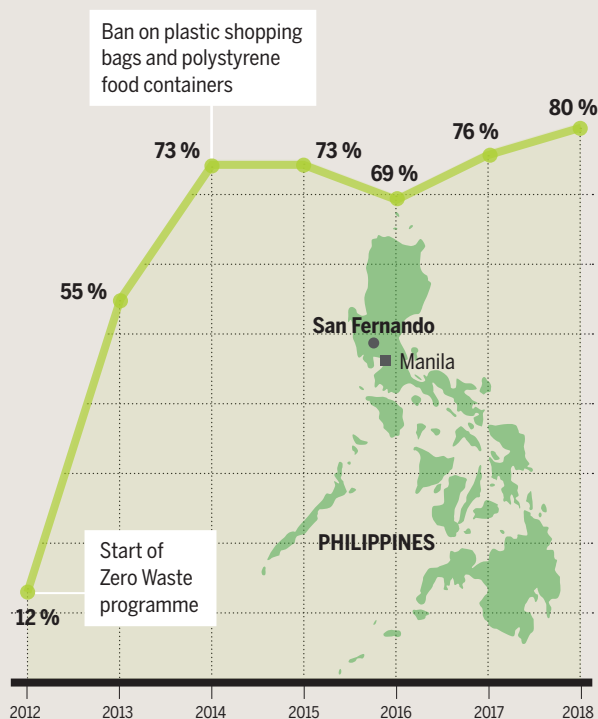 Ban on plastic shopping
bags and polystyrene
food containers
80 %
76 %
73 %
73 %
69 %
55 %
San Fernando
Manila
PHILIPPINES
Start of
Zero Waste
programme
12 %
2012 2013 2014 2015 2016 2017 2018